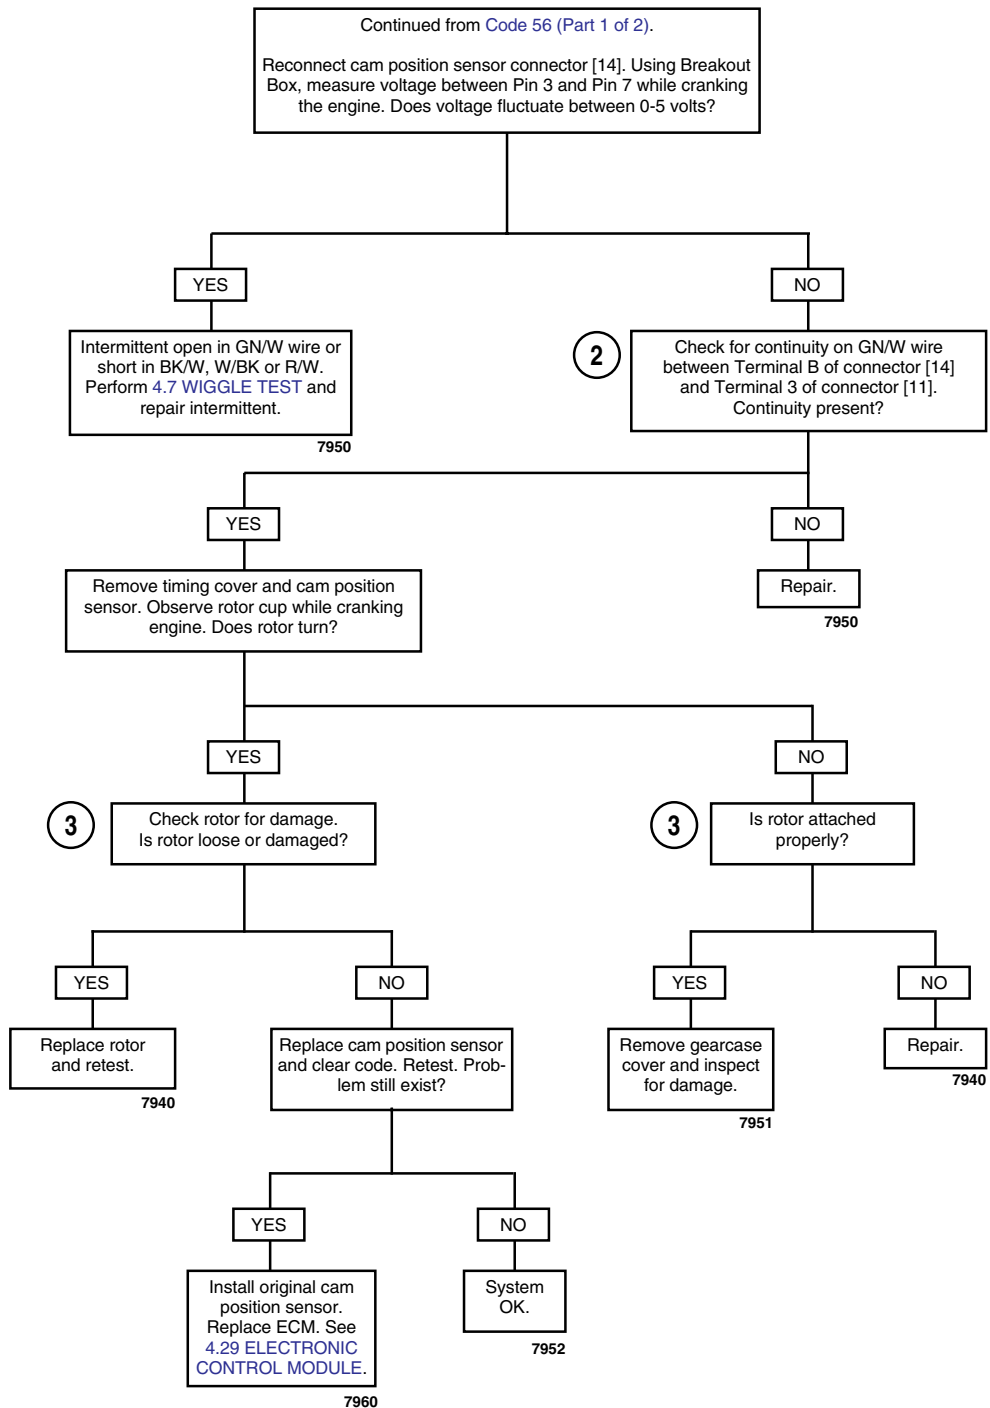 Continued from Code 56 (Part 1 of 2).
Reconnect cam position sensor connector [14]. Using Breakout
Box, measure voltage between Pin 3 and Pin 7 while cranking
the engine. Does voltage fluctuate between 0-5 volts?
YES
NO
Intermittent open in GN/W wire or
short in BK/W, W/BK or R/W.
Perform 4.7 WIGGLE TEST and
repair intermittent.
7950
2
Check for continuity on GN/W wire
between Terminal B of connector [14]
and Terminal 3 of connector [11].
Continuity present?
YES
NO
Remove timing cover and cam position
sensor. Observe rotor cup while cranking
engine. Does rotor turn?
Repair.
7950
YES
NO
3
Check rotor for damage.
Is rotor loose or damaged?
3
Is rotor attached
properly?
YES
NO
YES
NO
Replace rotor
and retest.
7940
Replace cam position sensor
and clear code. Retest. Prob-
lem still exist?
Remove gearcase
cover and inspect
for damage.
7951
Repair.
7940
YES
NO
Install original cam
position sensor.
Replace ECM. See
4.29 ELECTRONIC
CONTROL MODULE.
7960
System
OK.
7952